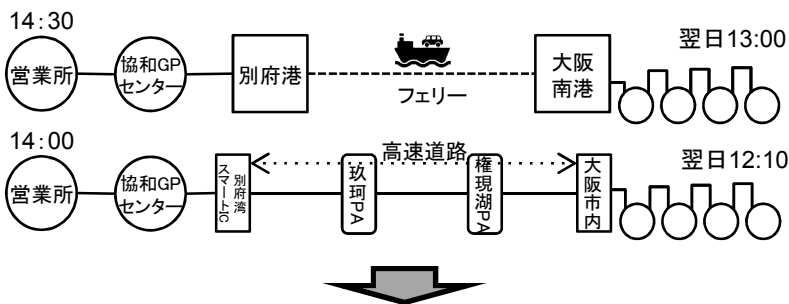 14:30
翌日13:00
営業所
協和GP
センター
別府港
フェリー
大阪
南港
14:00
高速道路
翌日12:10
営業所
協和GP
センター
別府湾
スマートIC
玖珂PA
権現湖PA
大阪市内